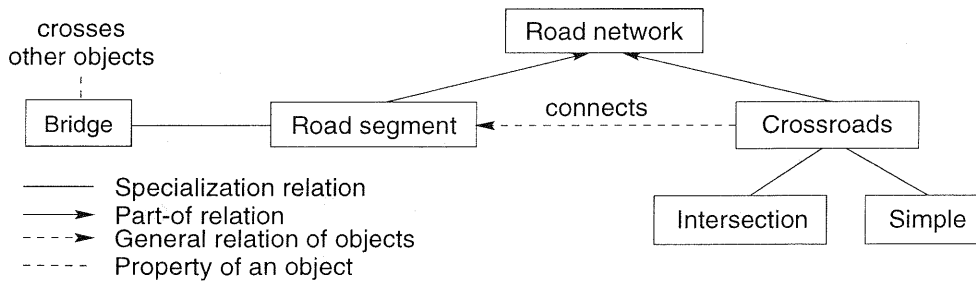 crosses
other objects
Road network
Bridge
Road segment
connects
Crossroads
Specialization relation
Part-of relation
General relation of objects
Property of an object
Intersection
Simple